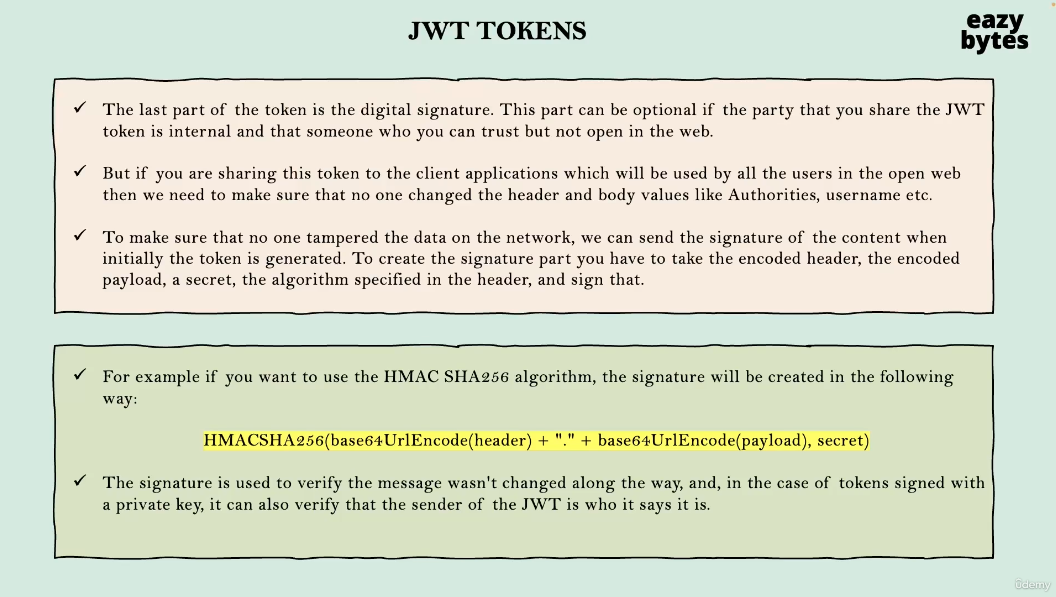 JWT TOKENS
eazy
bytes
✓ The last part of the token is the digital signature. This part can be optional if the party that you share the JWT
token is internal and that someone who you can trust but not open in the web.
✓ But if you are sharing this token to the client applications which will be used by all the users in the open web
then we need to make sure that no one changed the header and body values like Authorities, username etc.
✓ To make sure that no one tampered the data on the network, we can send the signature of the content when
initially the token is generated. To create the signature part you have to take the encoded header, the encoded
payload, a secret, the algorithm specified in the header, and sign that.
✓ For example if you want to use the HMAC SHA256 algorithm, the signature will be created in the following
way:
HMACSHA256(base64UrlEncode(header) + "." + base64UrlEncode(payload), secret)
✓ The signature is used to verify the message wasn't changed along the way, and, in the case of tokens signed with
a private key, it can also verify that the sender of the JWT is who it says it is.
ûdemy